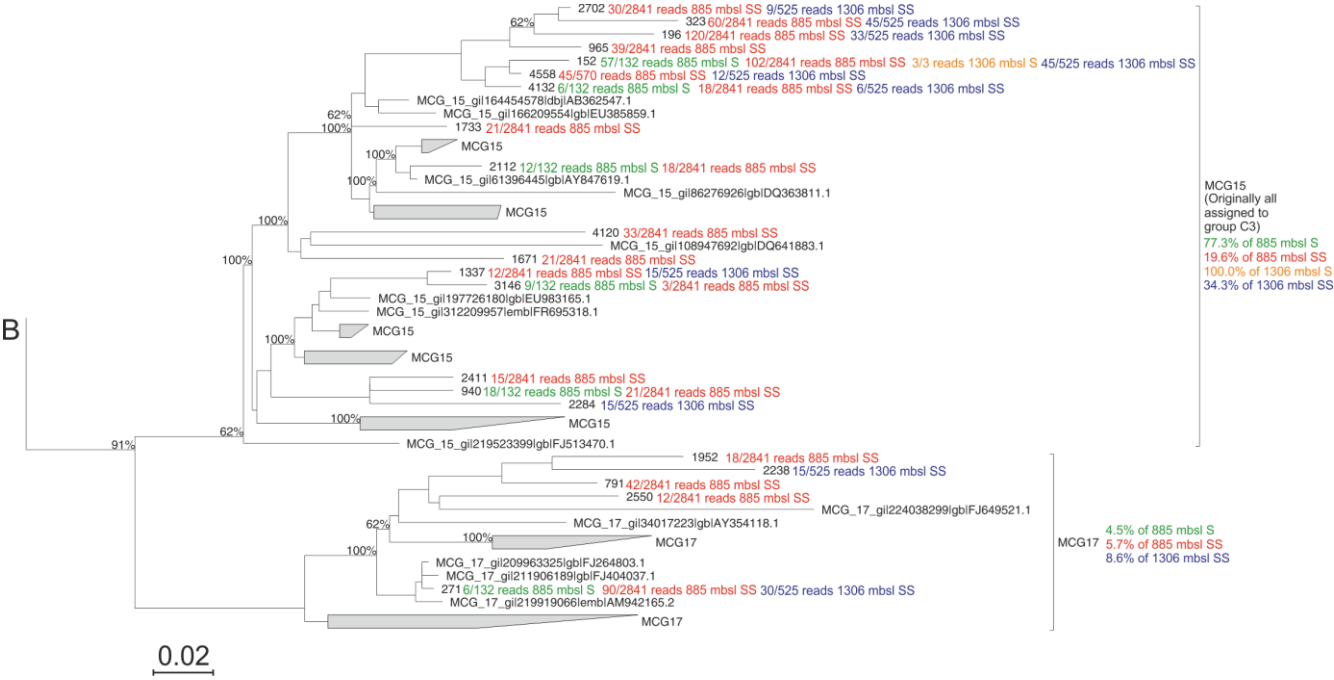 2702 30/2841 reads 885 mbsl SS 9/525 reads 1306 mbsl SS
62%
323 60/2841 reads 885 mbsl SS 45/525 reads 1306 mbsl SS
196 120/2841 reads 885 mbsl SS 33/525 reads 1306 mbsl SS
965 39/2841 reads 885 mbsl SS
152 57/132 reads 885 mbsl S 102/2841 reads 885 mbsl SS 3/3 reads 1306 mbsl S 45/525 reads 1306 mbsl SS
4558 45/570 reads 885 mbsl SS 12/525 reads 1306 mbsl SS
4132 6/132 reads 885 mbsl S 18/2841 reads 885 mbsl SS 6/525 reads 1306 mbsl SS
MCG_15_gi|164454578|dbj|AB362547.1
62%
MCG_15_gi|166209554|gb|EU385859.1
100%
1733 21/2841 reads 885 mbsl SS
MCG15
100%
2112 12/132 reads 885 mbsl S 18/2841 reads 885 mbsl SS
MCG_15_gi|61396445|gb|AY847619.1
100%
100%
MCG_15_gi|86276926|gb|DQ363811.1
MCG15
100%
4120 33/2841 reads 885 mbsl SS
MCG_15_gi|108947692|gb|DQ641883.1
100%
1671 21/2841 reads 885 mbsl SS
1337 12/2841 reads 885 mbsl SS 15/525 reads 1306 mbsl SS
3146 9/132 reads 885 mbsl S 3/2841 reads 885 mbsl SS
MCG_15_gi|197726180|gb|EU983165.1
MCG_15_gi|312209957|emb|FR695318.1
MCG15
100%
MCG15
2411 15/2841 reads 885 mbsl SS
940 18/132 reads 885 mbsl S 21/2841 reads 885 mbsl SS
2284 15/525 reads 1306 mbsl SS
100%
MCG15
62%
MCG_15_gi|219523399|gb|FJ513470.1
MCG15
(Originally all
assigned to
group C3)
77.3% of 885 mbsl S
19.6% of 885 mbsl SS
100.0% of 1306 mbsl S
34.3% of 1306 mbsl SS
B
91%
1952 18/2841 reads 885 mbsl SS
2238 15/525 reads 1306 mbsl SS
791 42/2841 reads 885 mbsl SS
2550 12/2841 reads 885 mbsl SS
MCG_17_gi|224038299|gb|FJ649521.1
62%
MCG_17_gi|34017223|gb|AY354118.1
100%
MCG17
100%
MCG_17_gi|209963325|gb|FJ264803.1
MCG_17_gi|211906189|gb|FJ404037.1
271 6/132 reads 885 mbsl S 90/2841 reads 885 mbsl SS 30/525 reads 1306 mbsl SS
MCG_17_gi|219919066|emb|AM942165.2
MCG17
MCG17
4.5% of 885 mbsl S
5.7% of 885 mbsl SS
8.6% of 1306 mbsl SS
0.02